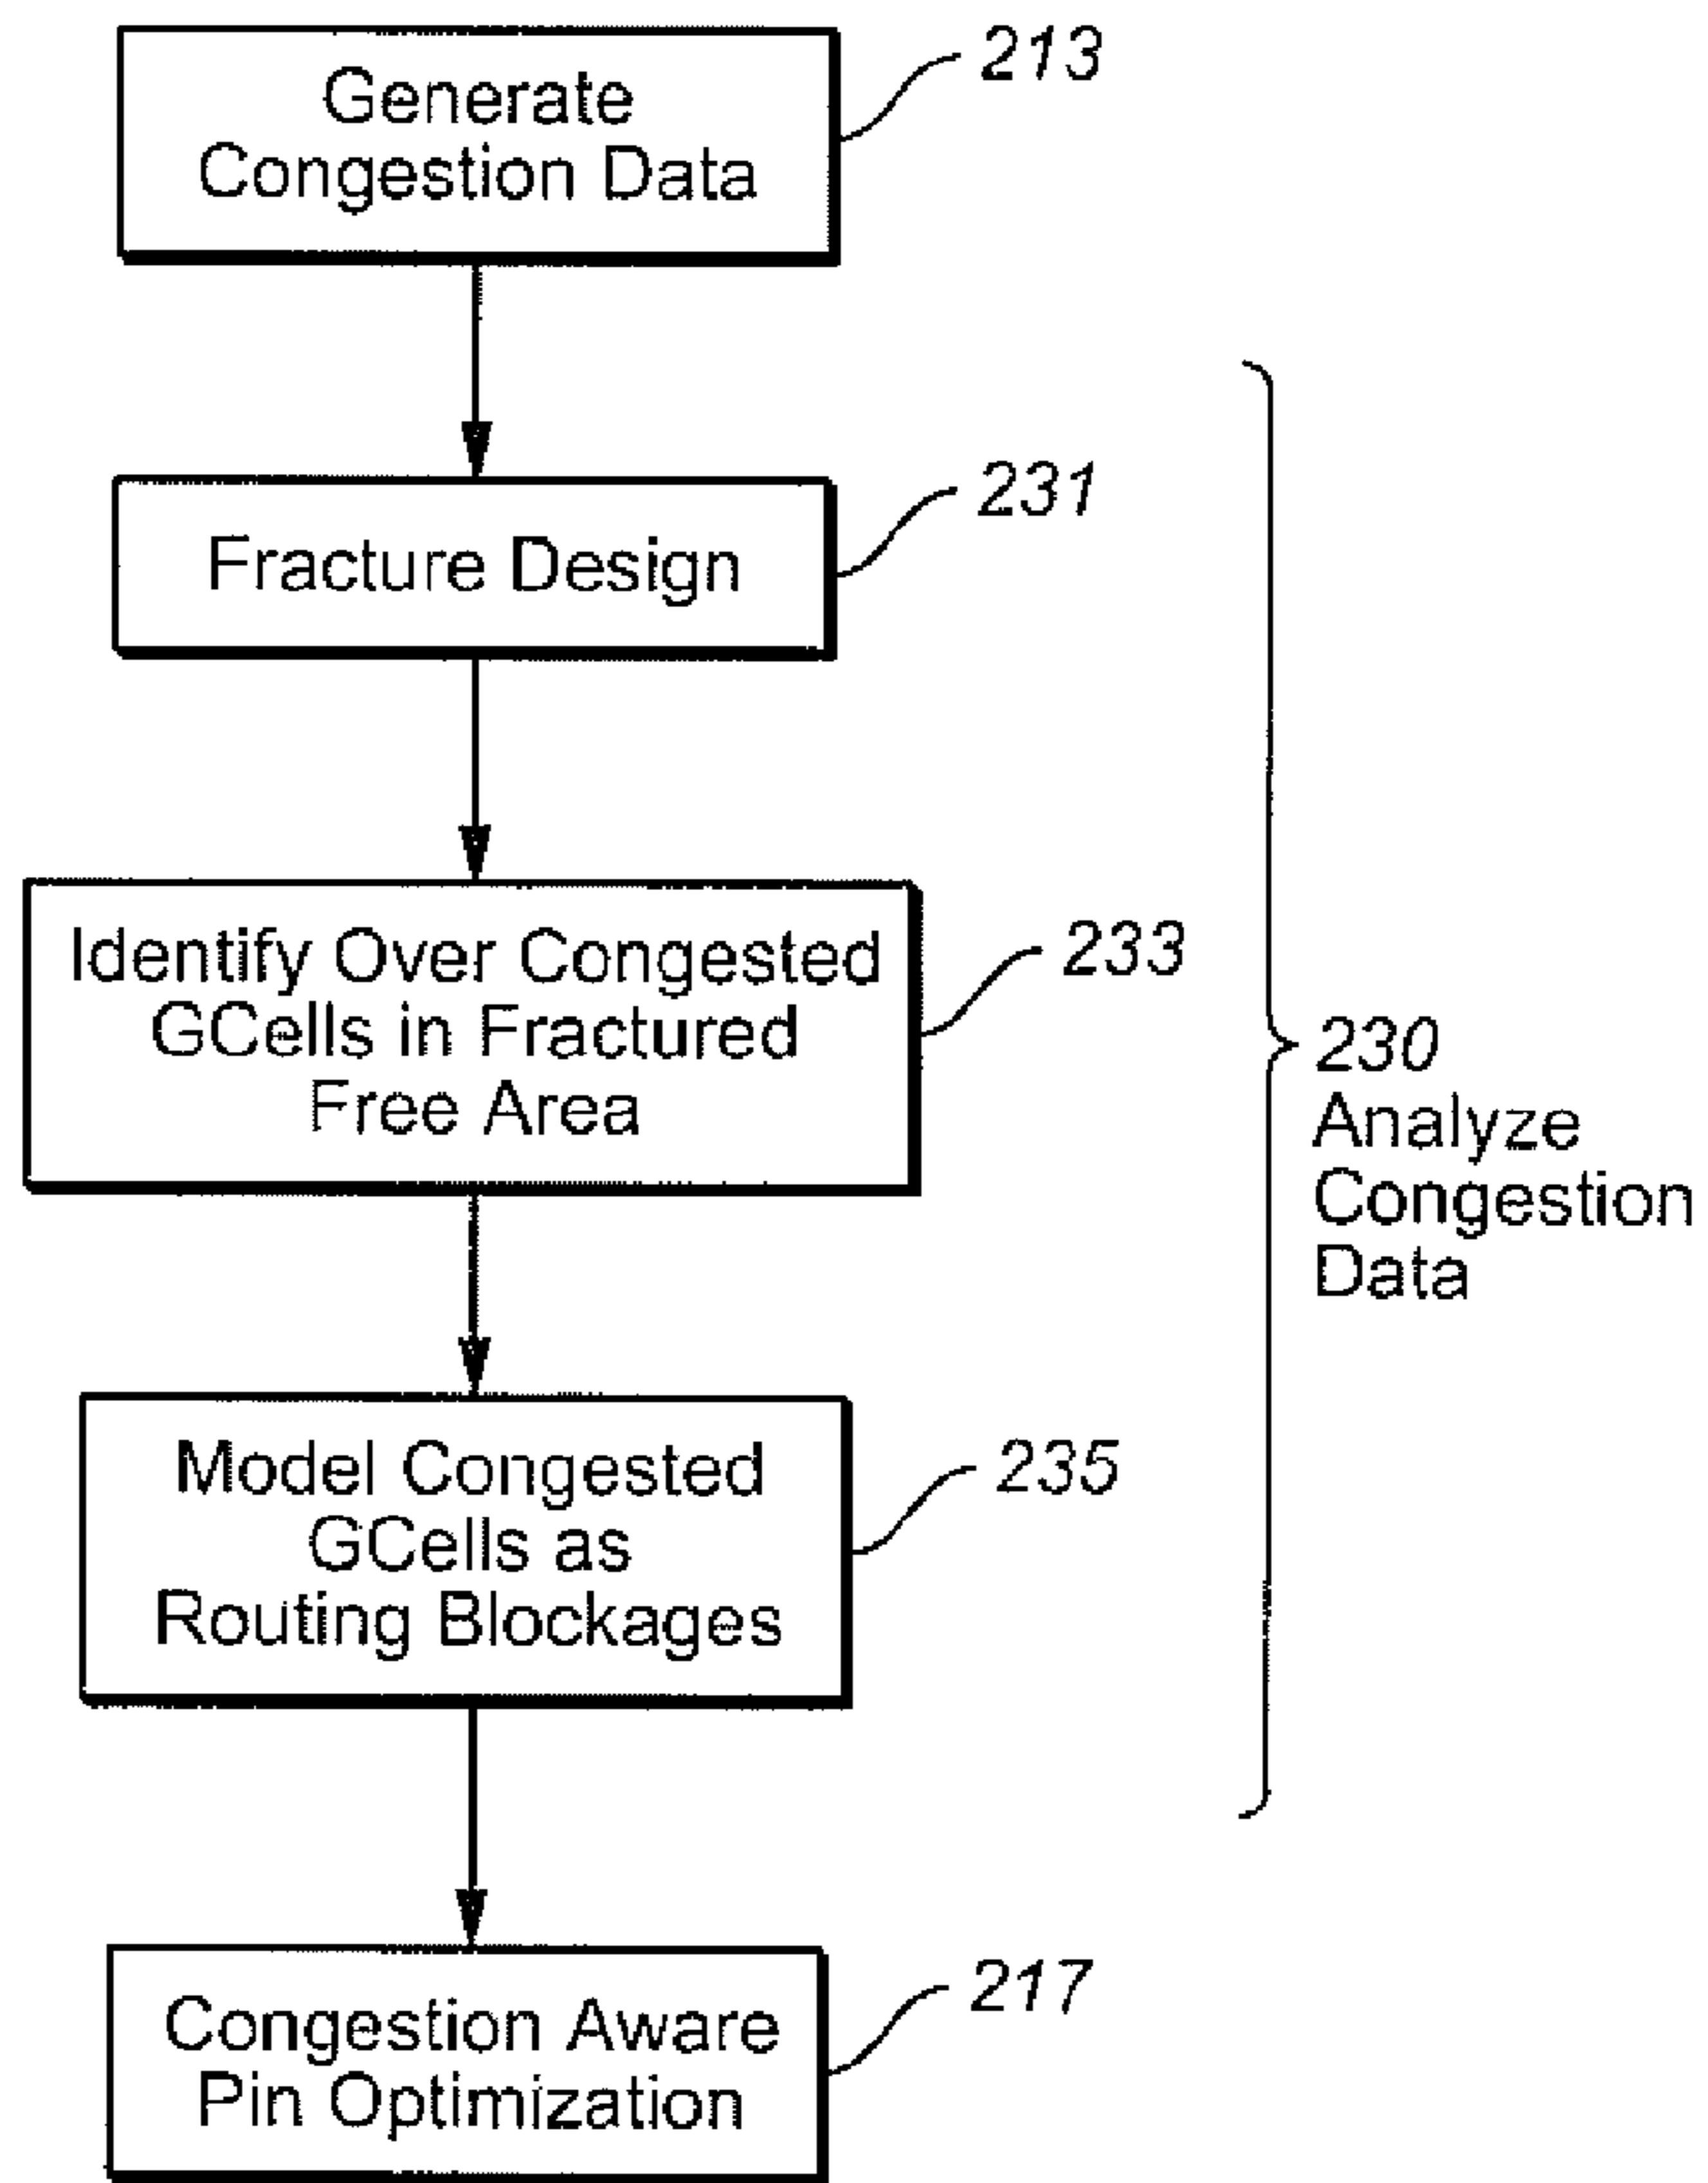 Generate
Congestion Data
213
Fracture Design
231
Identify Over Congested
GCells in Fractured
Free Area
233
230
Analyze
Congestion
Data
Model Congested
GCells as
Routing Blockages
235
Congestion Aware
Pin Optimization
217